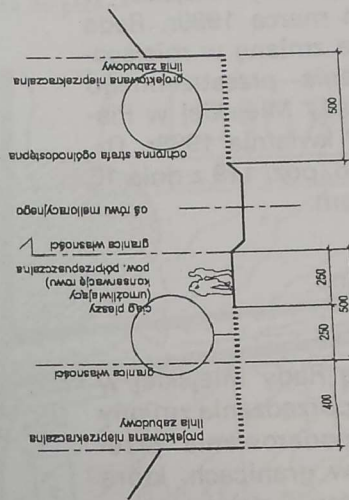 projektowana nieprzekraczalna
linia zabudowy
granica własności
ciąg pieszy
(umożliwiający
konserwację rowu)
pow. półprzepuszczalna
granica własności
oś rowu melioracyjnego
ochronna strefa ogólnodostępna
projektowana nieprzekraczalna
linia zabudowy
400
250
250
500
500